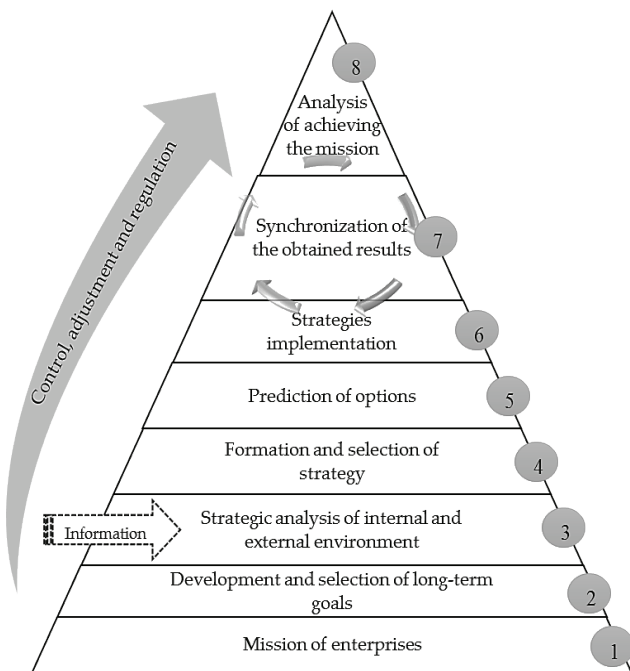 8
Analysis
of achieving
the mission
Control, adjustment and regulation
Synchronization of
the obtained results
7
Strategies
implementation
6
Prediction of options
5
Formation and selection of
strategy
4
Information
Strategic analysis of internal and
external environment
3
Development and selection of long-term
goals
2
Mission of enterprises
1